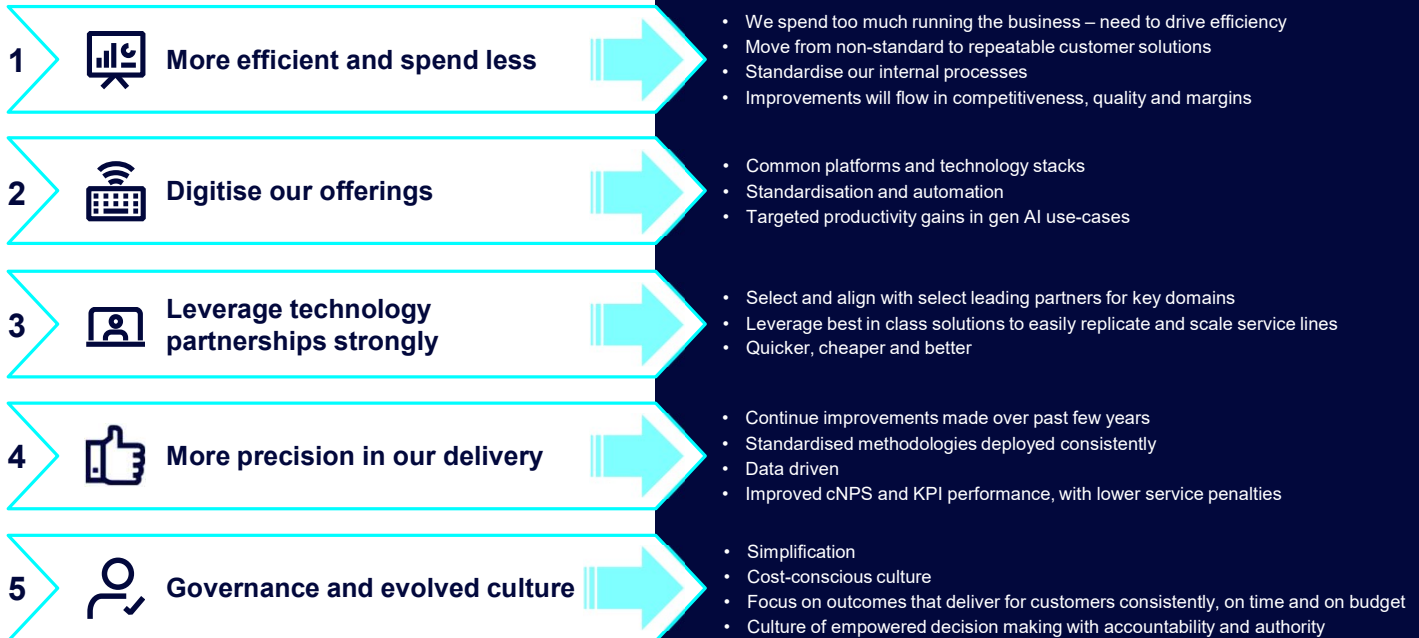 1
More efficient and spend less
• We spend too much running the business – need to drive efficiency
• Move from non-standard to repeatable customer solutions
• Standardise our internal processes
• Improvements will flow in competitiveness, quality and margins
2
Digitise our offerings
• Common platforms and technology stacks
• Standardisation and automation
• Targeted productivity gains in gen AI use-cases
3
Leverage technology
partnerships strongly
• Select and align with select leading partners for key domains
• Leverage best in class solutions to easily replicate and scale service lines
• Quicker, cheaper and better
4
More precision in our delivery
• Continue improvements made over past few years
• Standardised methodologies deployed consistently
• Data driven
• Improved cNPS and KPI performance, with lower service penalties
5
Governance and evolved culture
• Simplification
• Cost-conscious culture
• Focus on outcomes that deliver for customers consistently, on time and on budget
• Culture of empowered decision making with accountability and authority